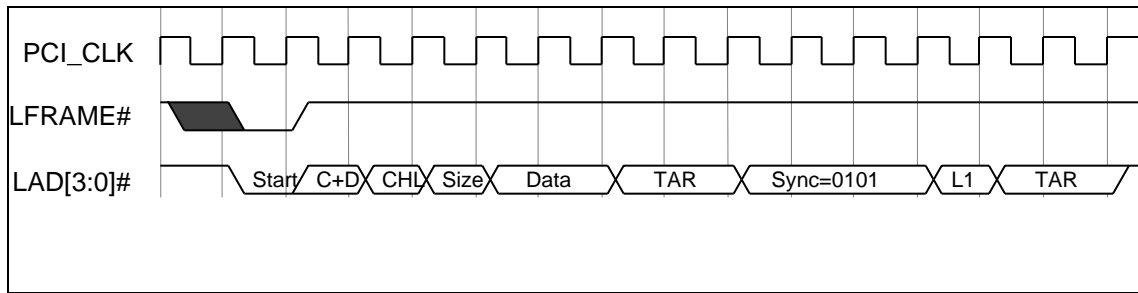 PCI_CLK
LFRAME#
LAD[3:0]# Start C+D CHL Size Data TAR Sync=0101 L1 TAR